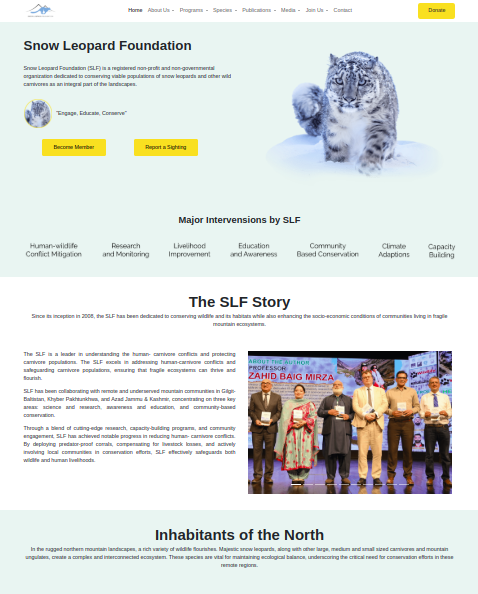 Home About Us Programs Species Publications Media Join Us Contact Donate
Snow Leopard Foundation
Snow Leopard Foundation (SLF) is a registered non-profit and non-governmental
organization dedicated to conserving viable populations of snow leopards and other wild
carnivores as an integral part of the landscapes.
"Engage, Educate, Conserve"
Become Member Report a Sighting
Major Intervensions by SLF
Human-wildlife
Conflict Mitigation
Research
and Monitoring
Livelihood
Improvement
Education
and Awareness
Community
Based Conservation
Climate
Adaptions
Capacity
Building
The SLF Story
Since its inception in 2008, the SLF has been dedicated to conserving wildlife and its habitats while also enhancing the socio-economic conditions of communities living in fragile
mountain ecosystems.
The SLF is a leader in understanding the human- carnivore conflicts and protecting
carnivore populations. The SLF excels in addressing human-carnivore conflicts and
safeguarding carnivore populations, ensuring that fragile ecosystems can thrive and
flourish.
SLF has been collaborating with remote and underserved mountain communities in Gilgit-
Baltistan, Khyber Pakhtunkhwa, and Azad Jammu & Kashmir, concentrating on three key
areas: science and research, awareness and education, and community-based
conservation.
Through a blend of cutting-edge research, capacity-building programs, and community
engagement, SLF has achieved notable progress in reducing human- carnivore conflicts.
By deploying predator-proof corrals, compensating for livestock losses, and actively
involving local communities in conservation efforts, SLF effectively safeguards both
wildlife and human livelihoods.
ABOUT THE AUTHOR
PROFESSOR
ZAHID BAIG MIRZA
Inhabitants of the North
In the rugged northern mountain landscapes, a rich variety of wildlife flourishes. Majestic snow leopards, along with other large, medium and small sized carnivores and mountain
ungulates, create a complex and interconnected ecosystem. These species are vital for maintaining ecological balance, underscoring the critical need for conservation efforts in these
remote regions.